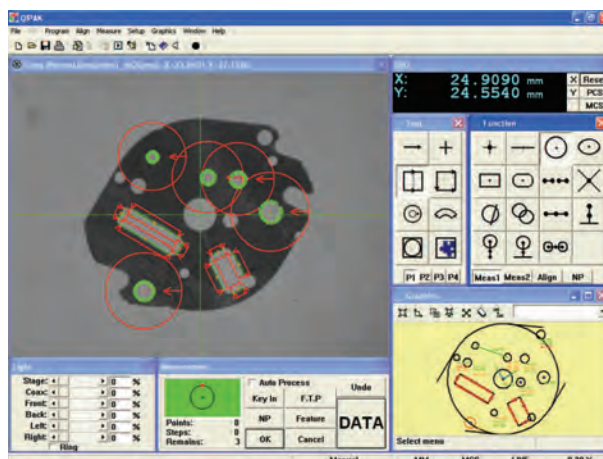 QIPAK
File Program Align Measure Setup Graphics Window Help
X: 24.9090 mm
Y: 24.5540 mm
X Reset
Y PCS
MCS
Tool
Function
P1 P2 P3 P4
Meas1 Meas2 Align NP
Graphics
Select menu
Light
Stage: 0 %
Coax: 0 %
Front: 0 %
Back: 0 %
Left: 0 %
Right: 0 %
Ring
Measurement
Points: 0
Steps: 0
Remains: 3
Auto Process
Undo
Key In F.T.P
NP Feature
DATA
OK Cancel